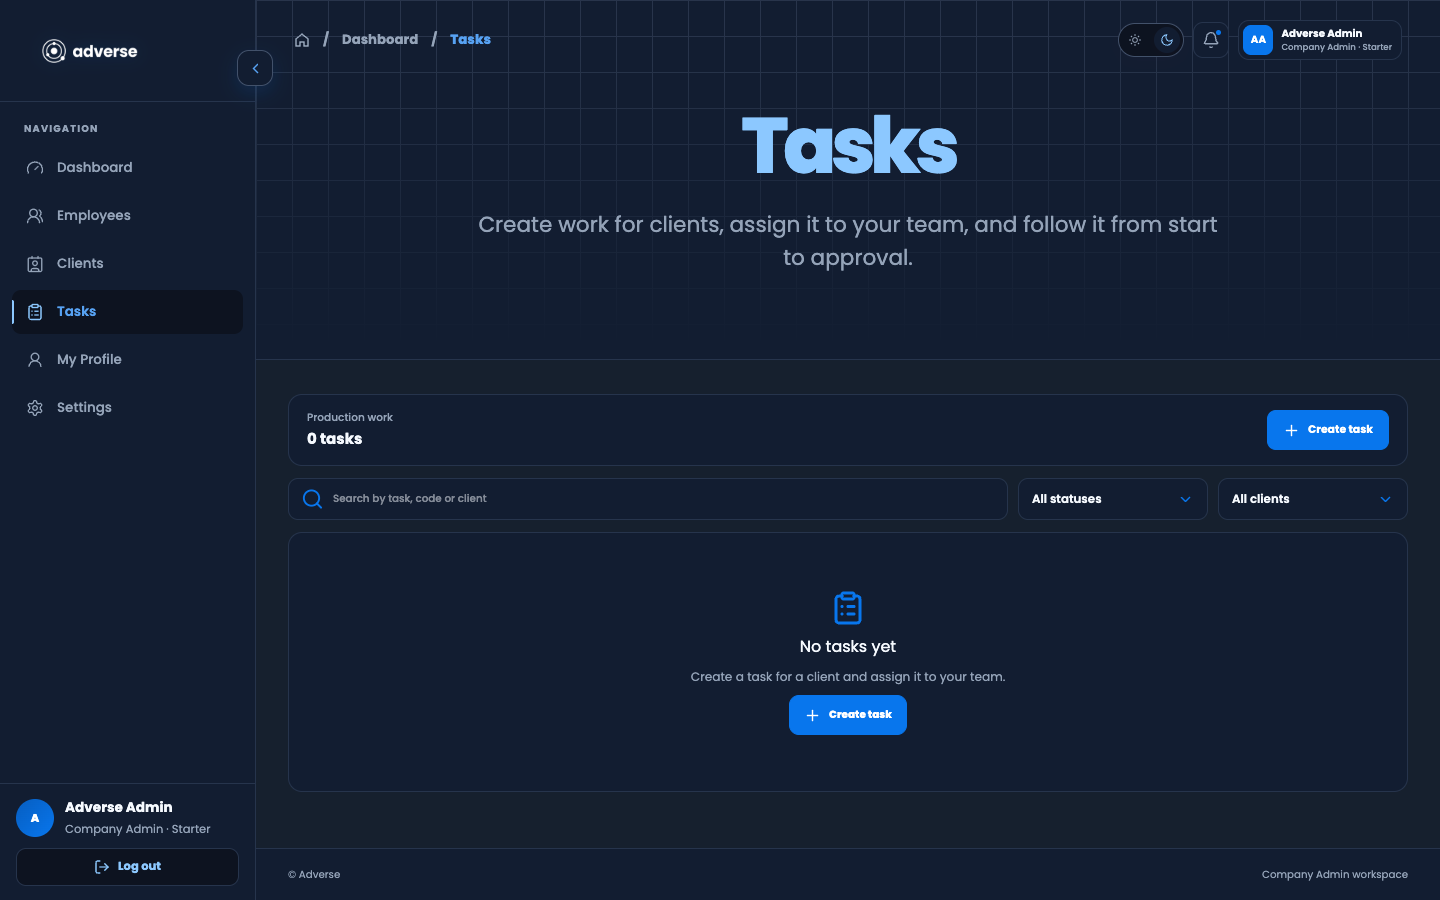 adverse
NAVIGATION
Dashboard
Employees
Clients
Tasks
My Profile
Settings
A
Adverse Admin
Company Admin · Starter
Log out
/ Dashboard / Tasks
AA
Adverse Admin
Company Admin · Starter
Tasks
Create work for clients, assign it to your team, and follow it from start
to approval.
Production work
0 tasks
Create task
Search by task, code or client
All statuses
All clients
No tasks yet
Create a task for a client and assign it to your team.
Create task
© Adverse
Company Admin workspace